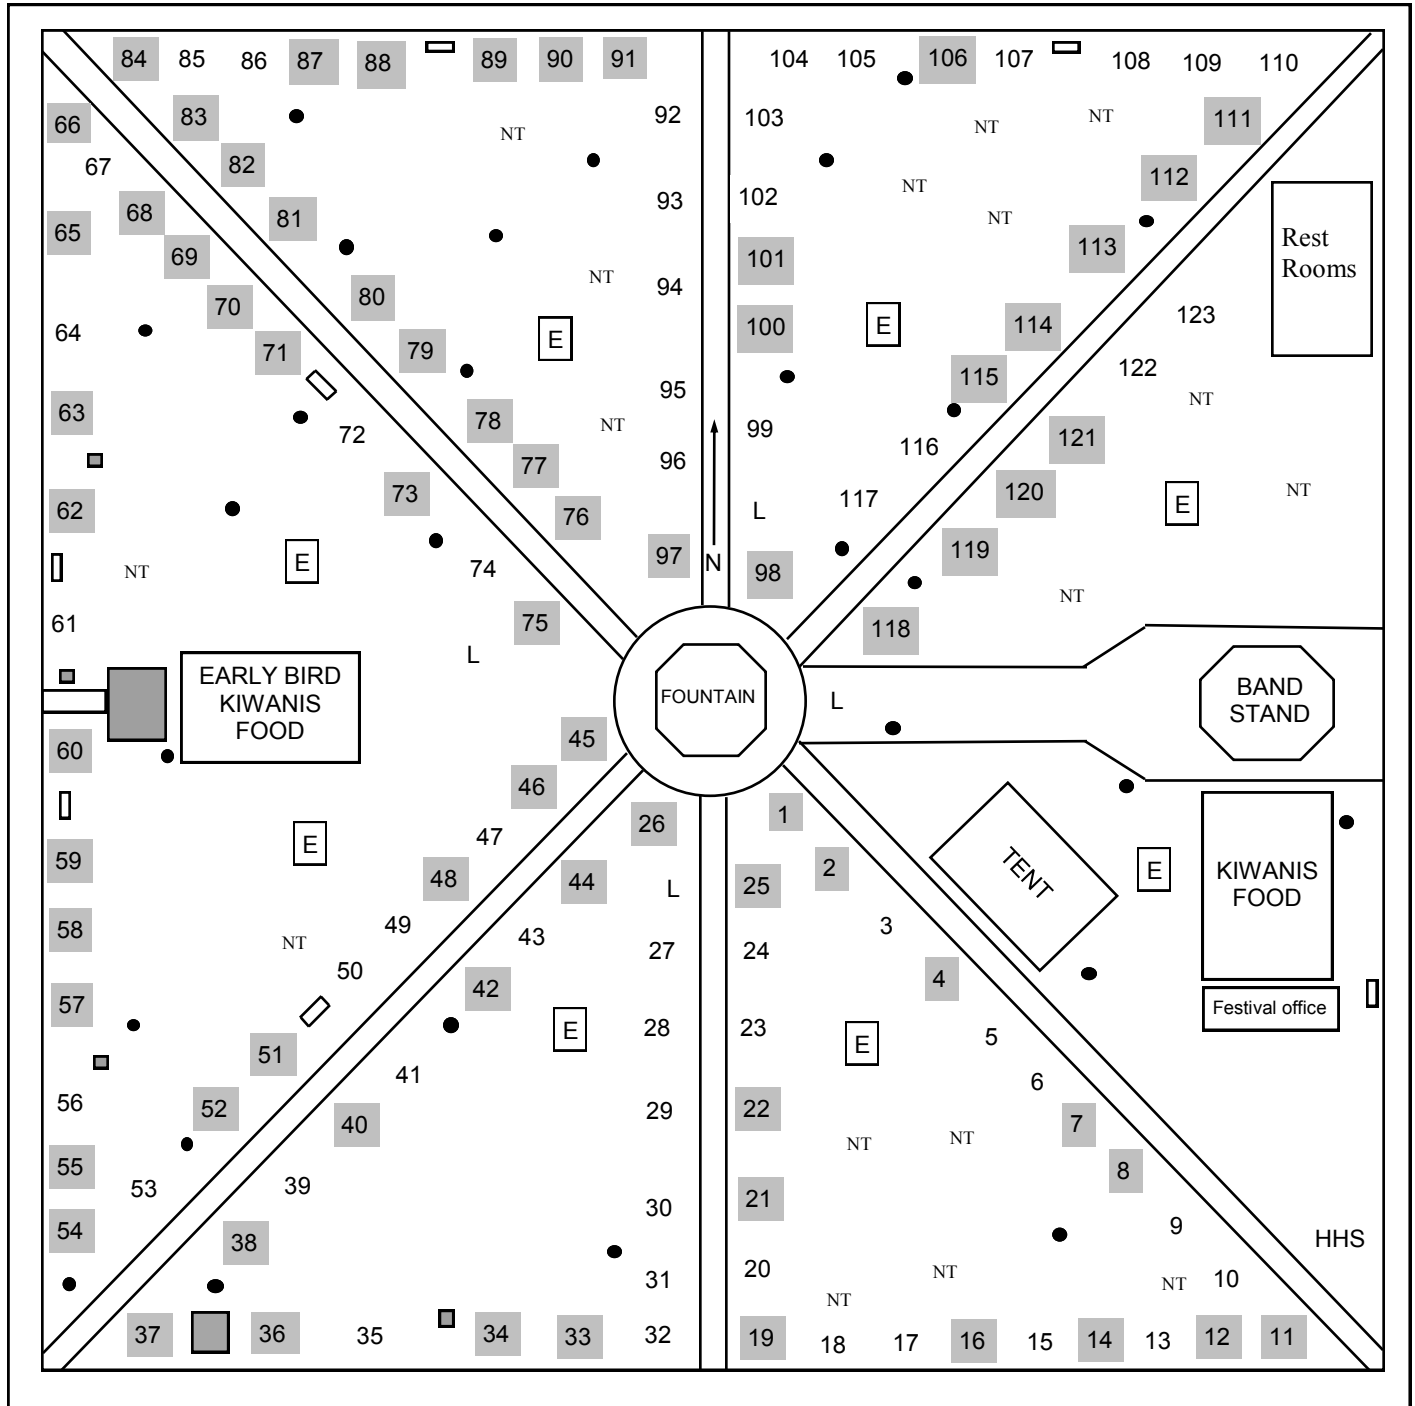 84 85 86 87 88 89 90 91 104 105 106 107 108 109 110
66 83 NT 92 103 NT NT 111
67 82 112
65 68 81 93 102 NT NT 113 Rest
69 Rooms
70 80 NT 94 101
64 71 79 E 100 E 114 123
63 72 78 NT 95 99 115 122 NT
62 73 77 96 L 116 121
76 117 120 E NT
NT E 74 97 N 98 119
61 75 118 NT
L
EARLY BIRD
KIWANIS
FOOD
FOUNTAIN
L
BAND
STAND
60 45
46 26 1
59 E 47 2 TENT E KIWANIS
FOOD
48 44 L 25
58 NT 49 43 27 24 3
50 4
57 42 E 28 23 E 5 Festival office
51 41 6
56 52 40 29 22 NT NT 7
55 53 39 30 21 8
54 38 31 20 NT NT 9 HHS
NT 10
37 36 35 34 33 32 19 18 17 16 15 14 13 12 11